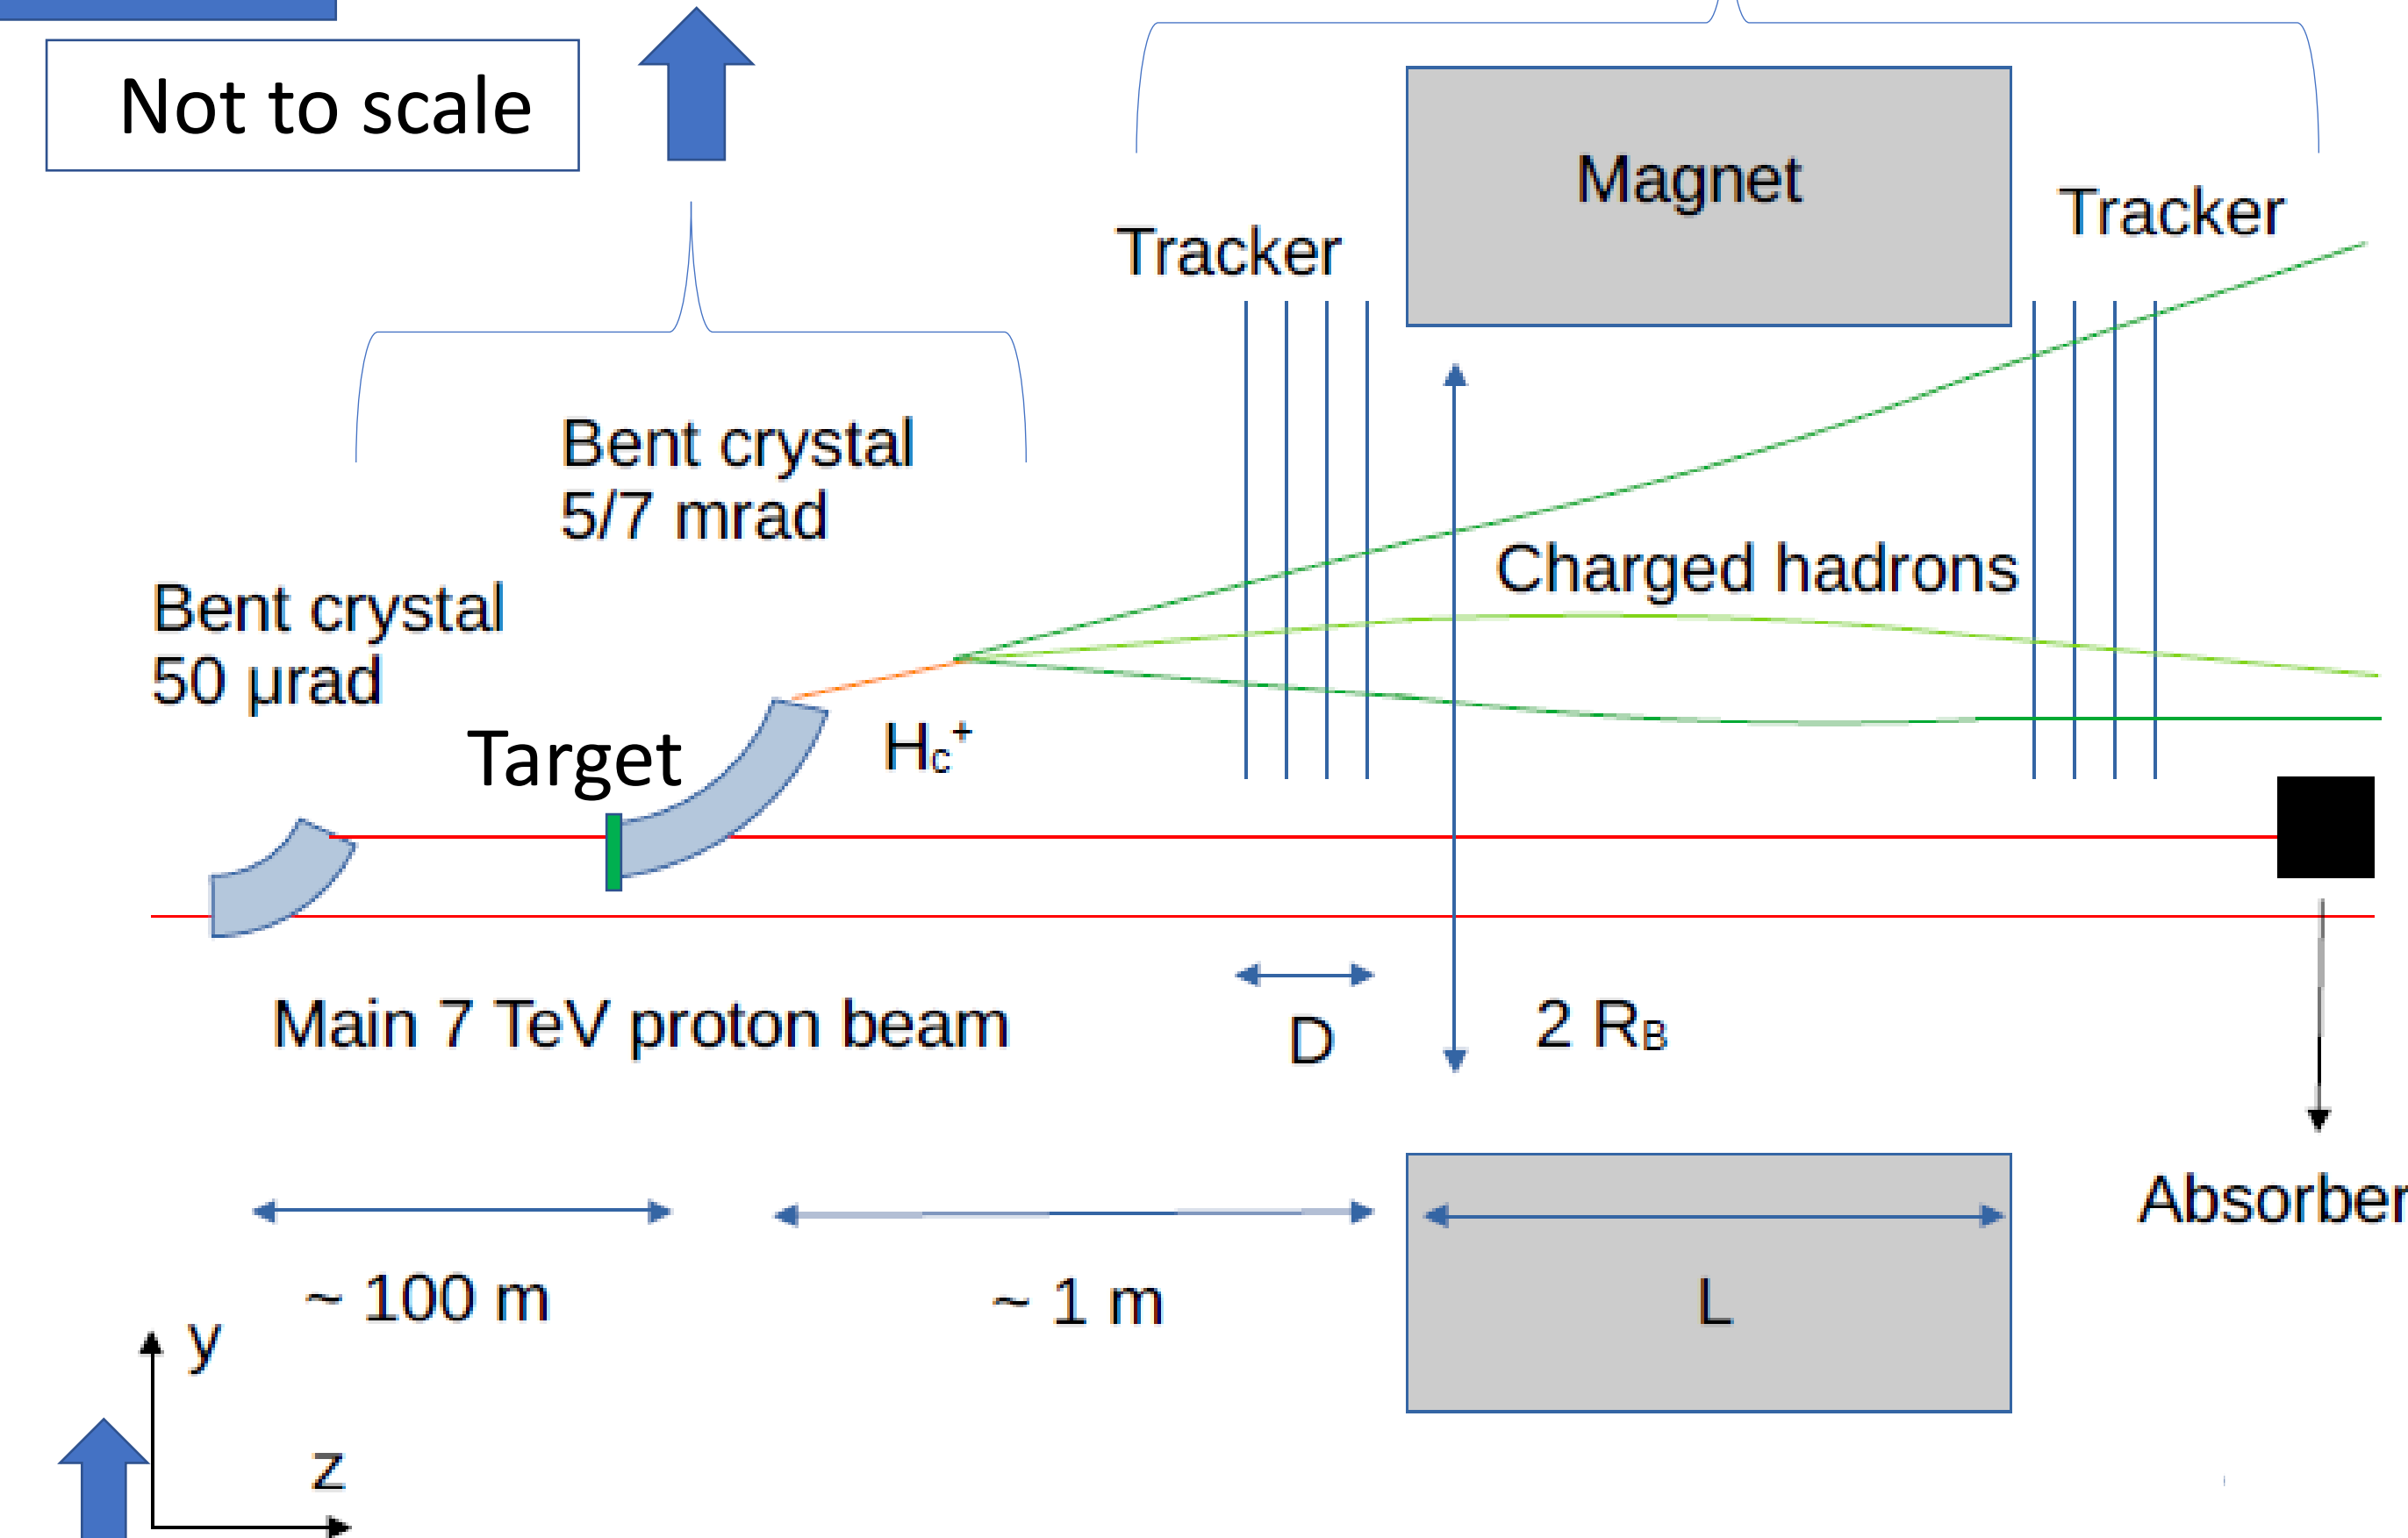 Not to scale
Magnet
Tracker
Tracker
Bent crystal
5/7 mrad
Charged hadrons
Bent crystal
50 µrad
Target
Hc+
Main 7 TeV proton beam
D
2 RB
Absorber
~ 100 m
~ 1 m
L
y
z